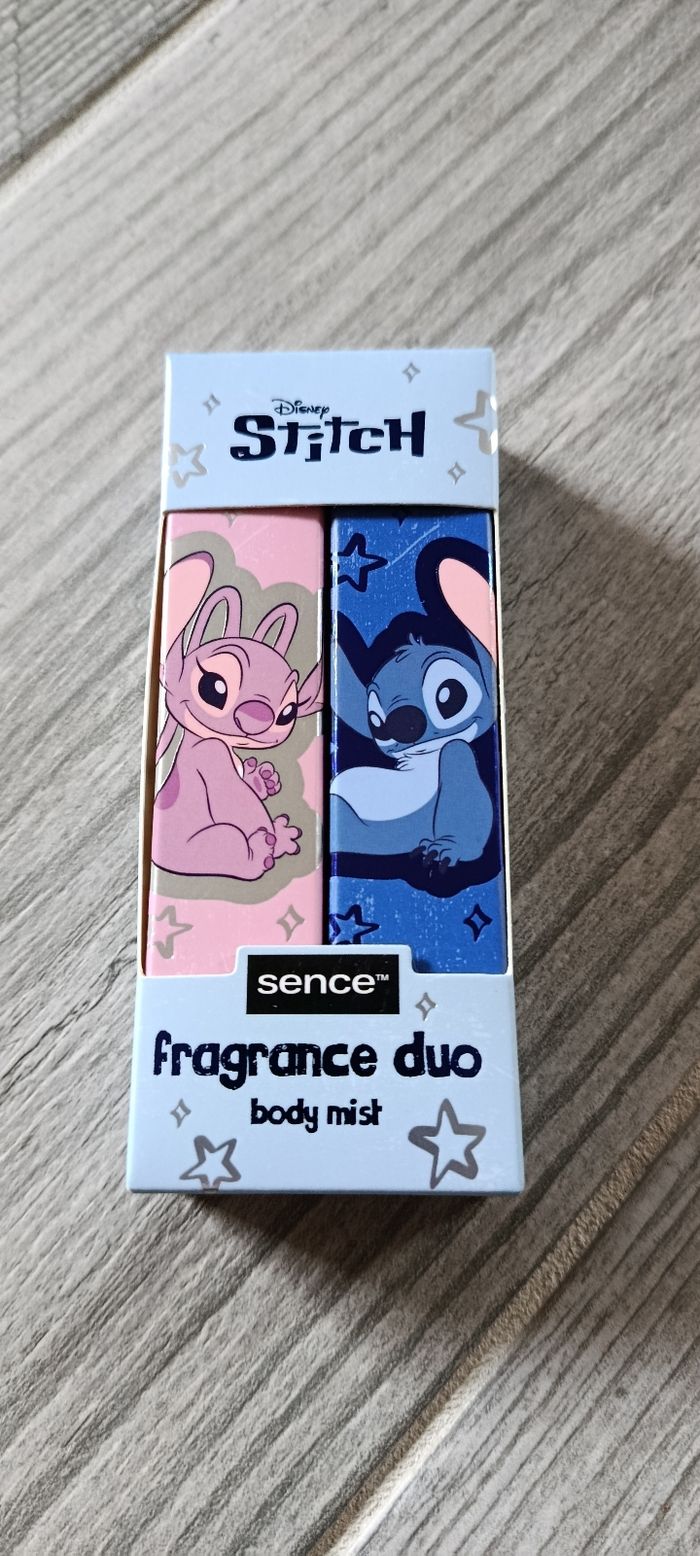 Disney
Stitch
sence™
fragrance duo
body mist